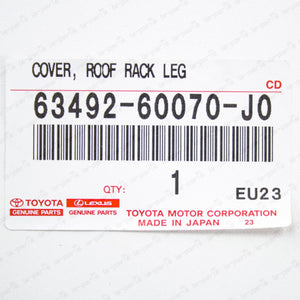 COVER, ROOF RACK LEG
CD
63492-60070-J0
QTY: 1 EU23
TOYOTA LEXUS TOYOTA MOTOR CORPORATION
GENUINE PARTS GENUINE PARTS MADE IN JAPAN 23